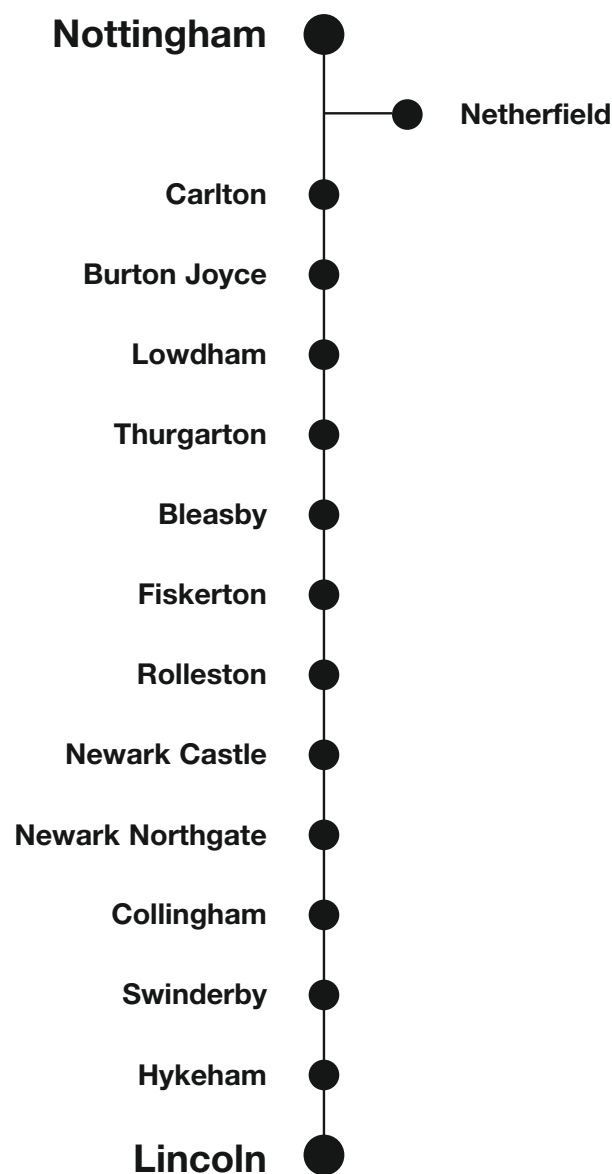 Nottingham
Netherfield
Carlton
Burton Joyce
Lowdham
Thurgarton
Bleasby
Fiskerton
Rolleston
Newark Castle
Newark Northgate
Collingham
Swinderby
Hykeham
Lincoln